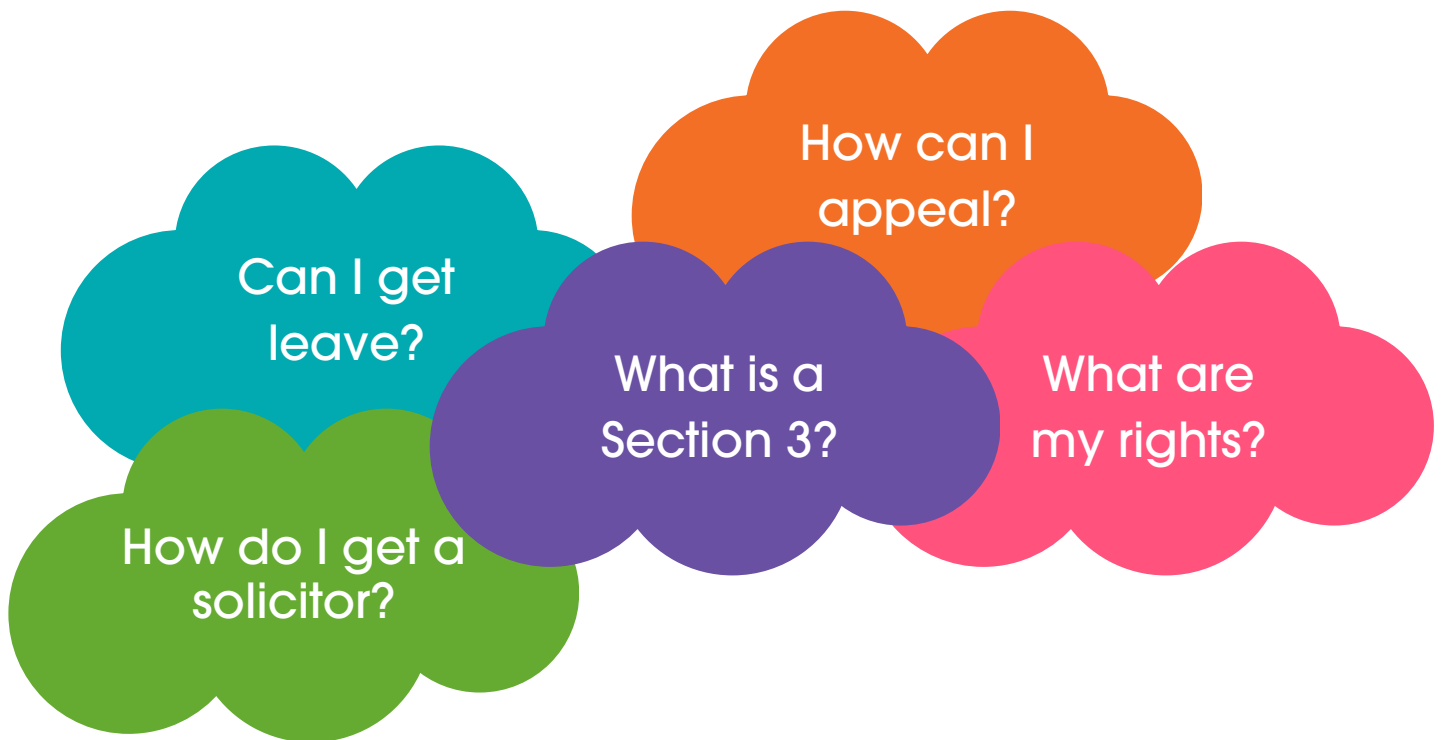 How can I
appeal?
Can I get
leave?
What is a
Section 3?
What are
my rights?
How do I get a
solicitor?